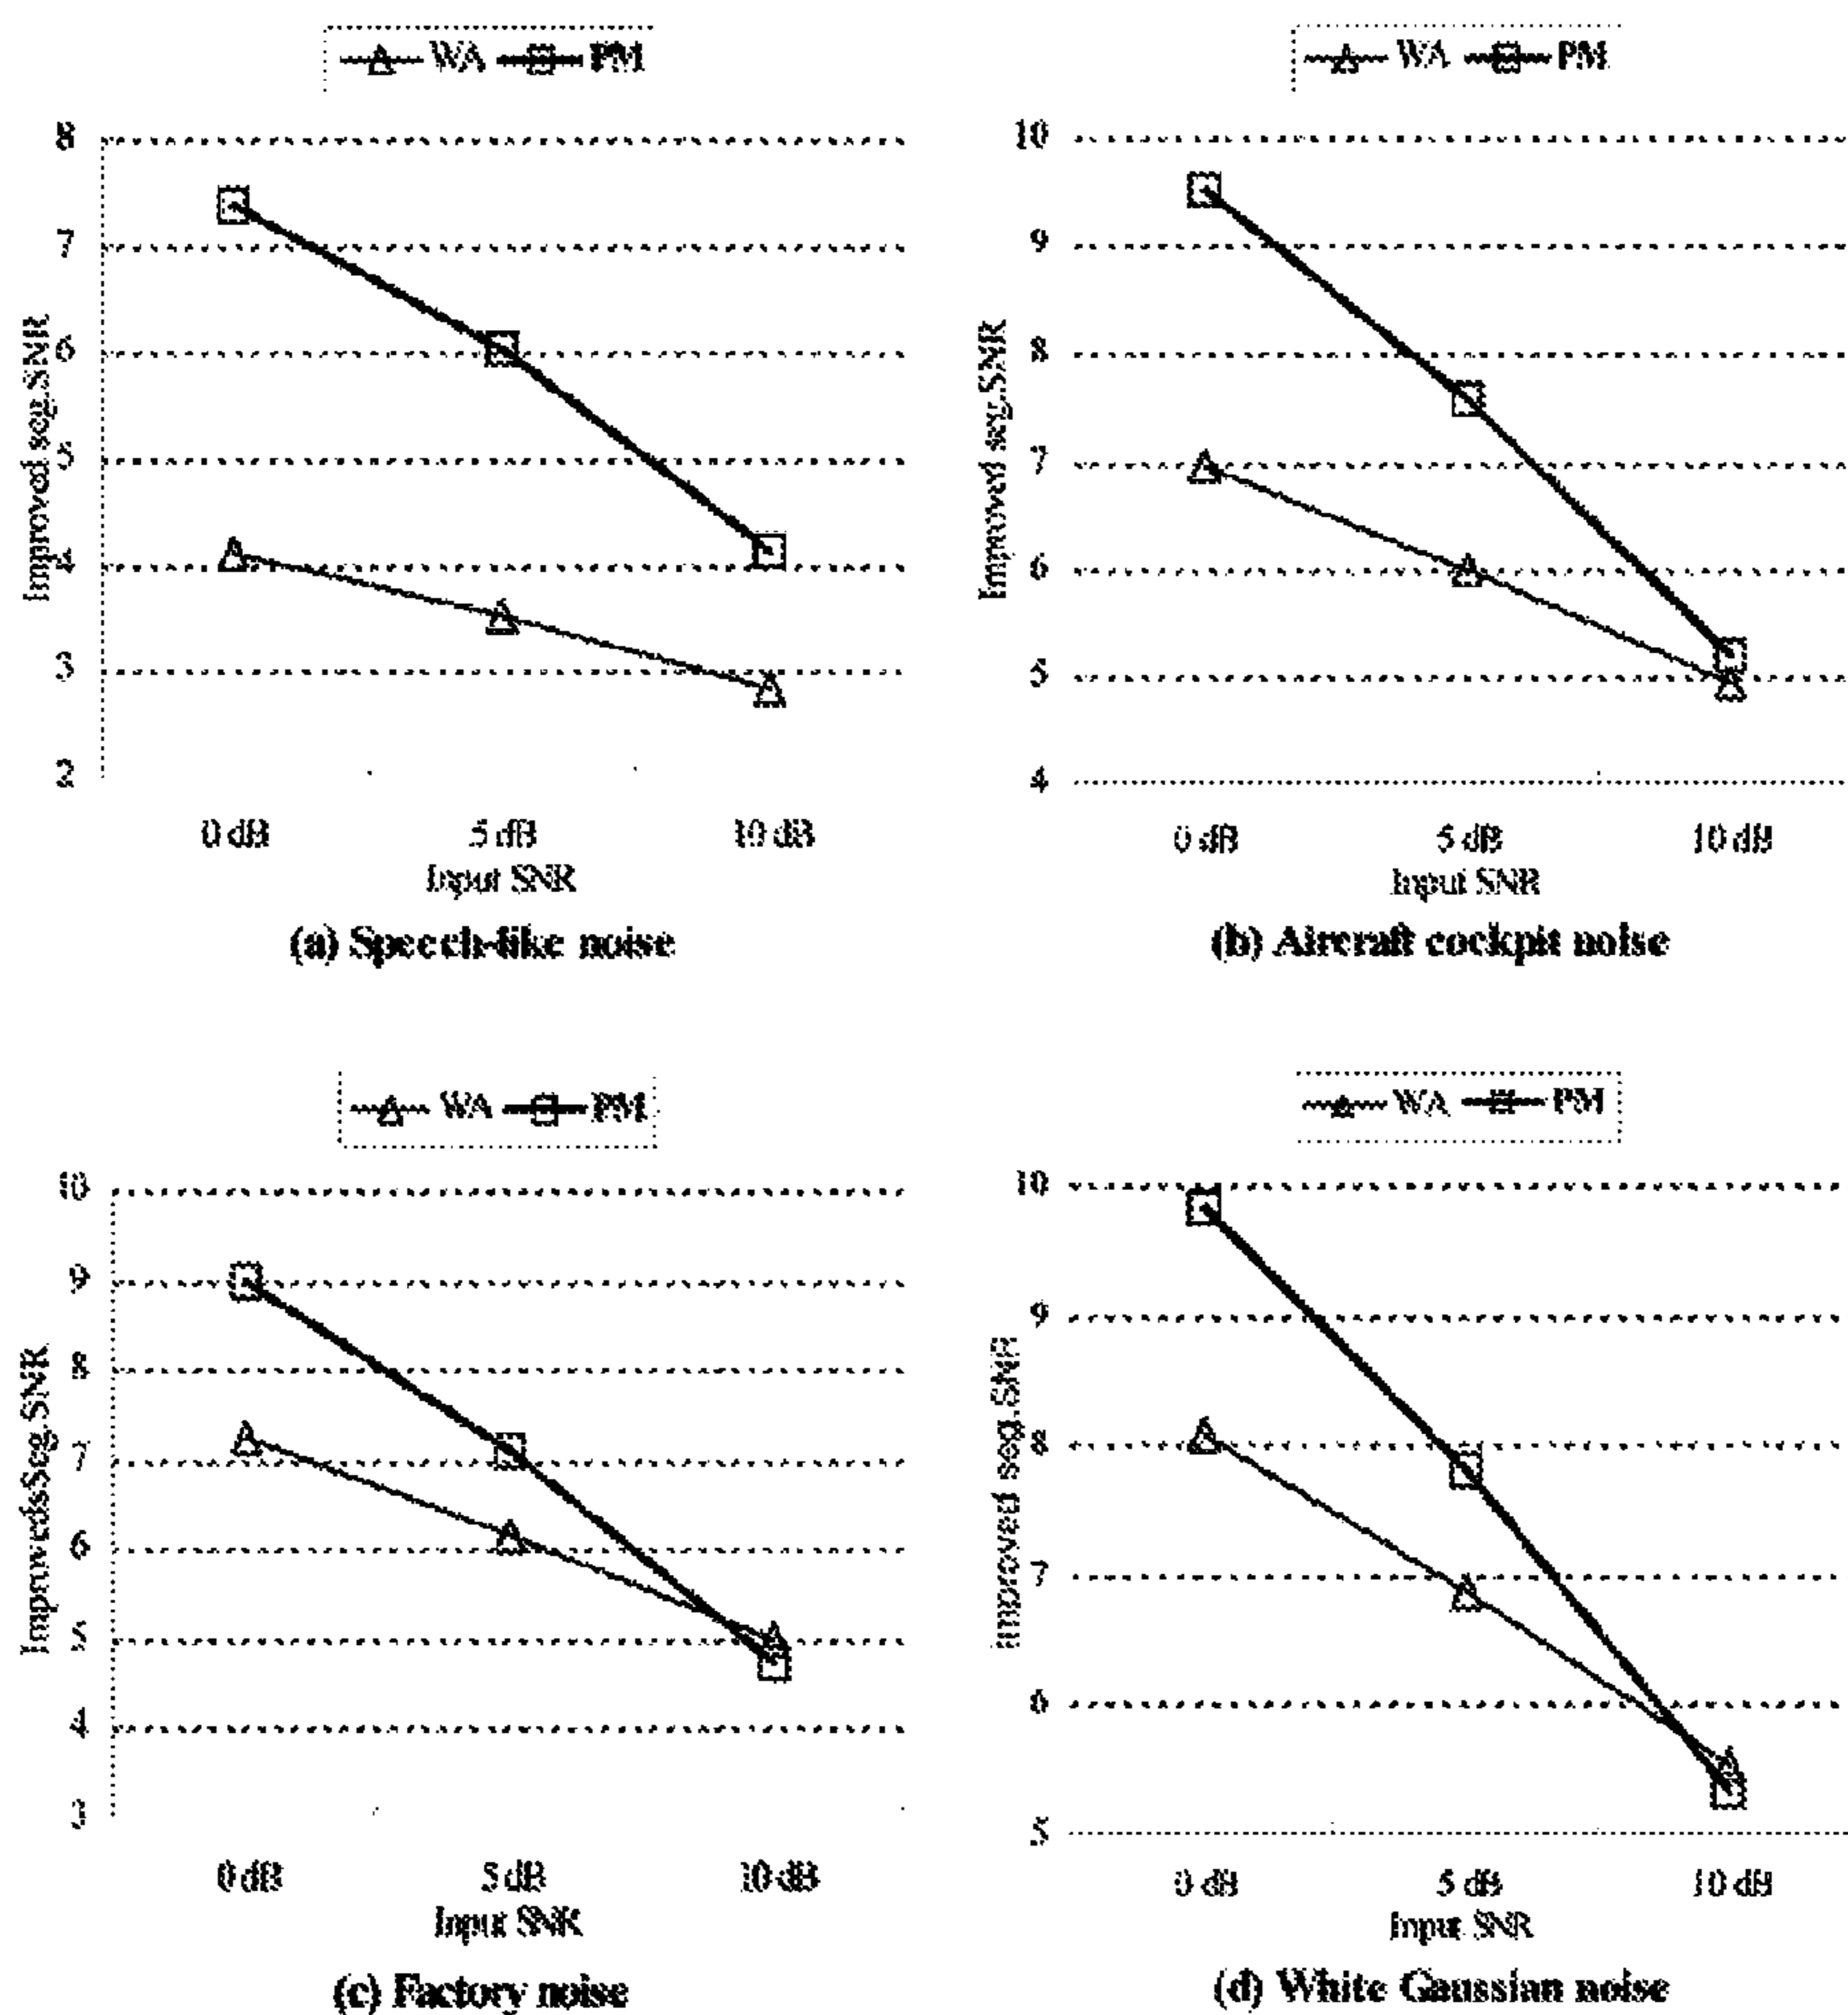 WA PM
8
7
6
5
4
3
2
Improved seg.SNR
0 dB 5 dB 10 dB
Input SNR
(a) Speech-like noise
WA PM
10
9
8
7
6
5
4
Improved seg.SNR
0 dB 5 dB 10 dB
Input SNR
(b) Aircraft cockpit noise
WA PM
10
9
8
7
6
5
4
3
ImprovedsSeg.SNR
0 dB 5 dB 10 dB
Input SNR
(c) Factory noise
WA PM
10
9
8
7
6
5
improved seg.SNR
0 dB 5 dB 10 dB
Input SNR
(d) White Gaussian noise